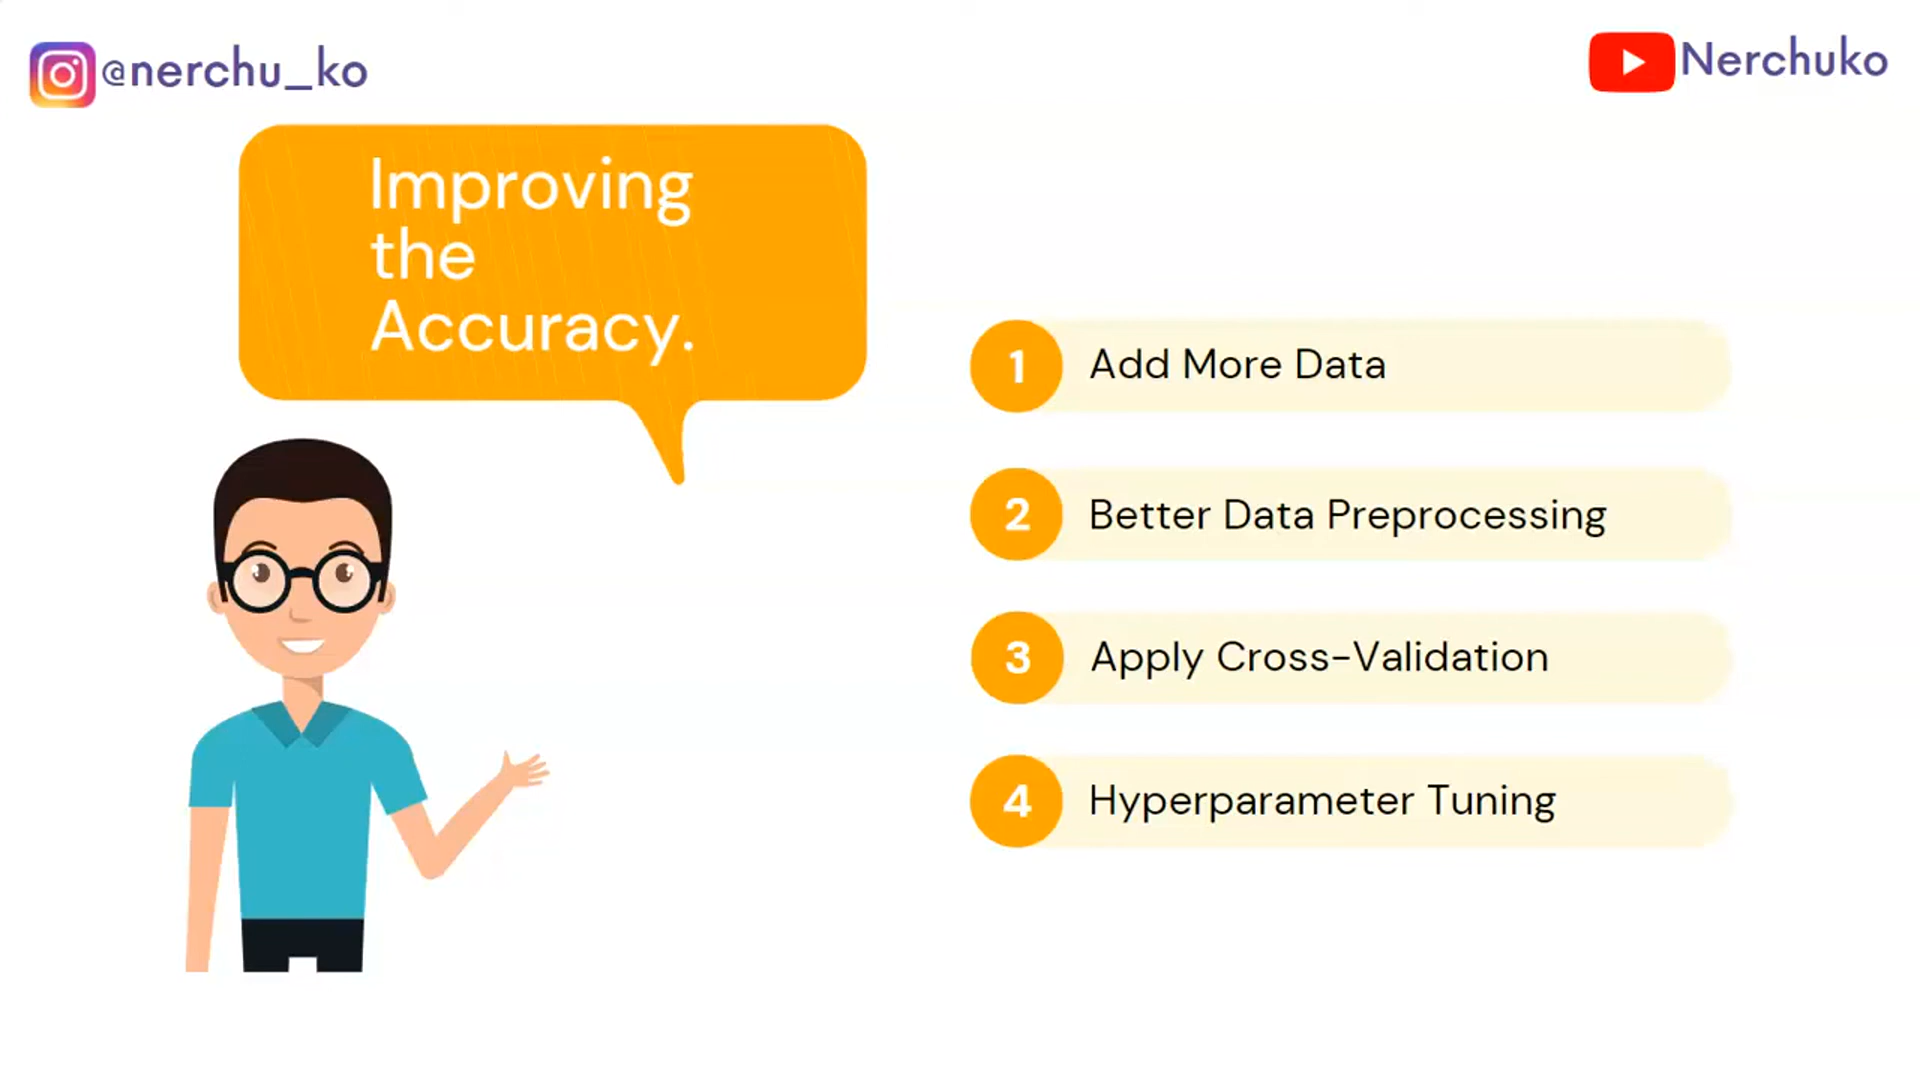 @nerchu_ko
Nerchuko
Improving
the
Accuracy.
1 Add More Data
2 Better Data Preprocessing
3 Apply Cross-Validation
4 Hyperparameter Tuning